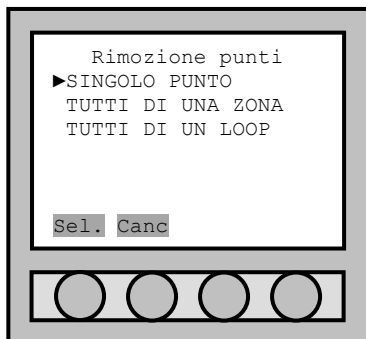 Rimozione punti
►SINGOLO PUNTO
TUTTI DI UNA ZONA
TUTTI DI UN LOOP
Sel. Canc